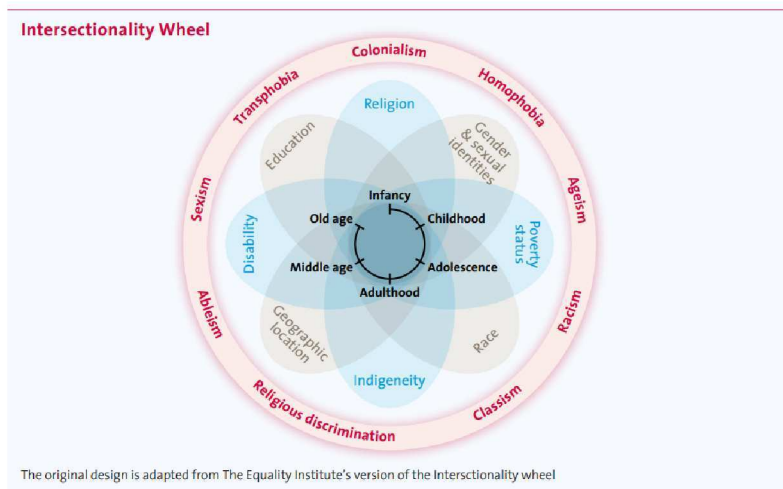 Intersectionality Wheel
Colonialism
Homophobia
Ageism
Racism
Classism
Religious discrimination
Ableism
Sexism
Transphobia
Religion
Gender
& sexual
identities
Poverty
status
Race
Indigeneity
Geographic
location
Disability
Education
Infancy
Childhood
Adolescence
Adulthood
Middle age
Old age
The original design is adapted from The Equality Institute's version of the Intersctionality wheel